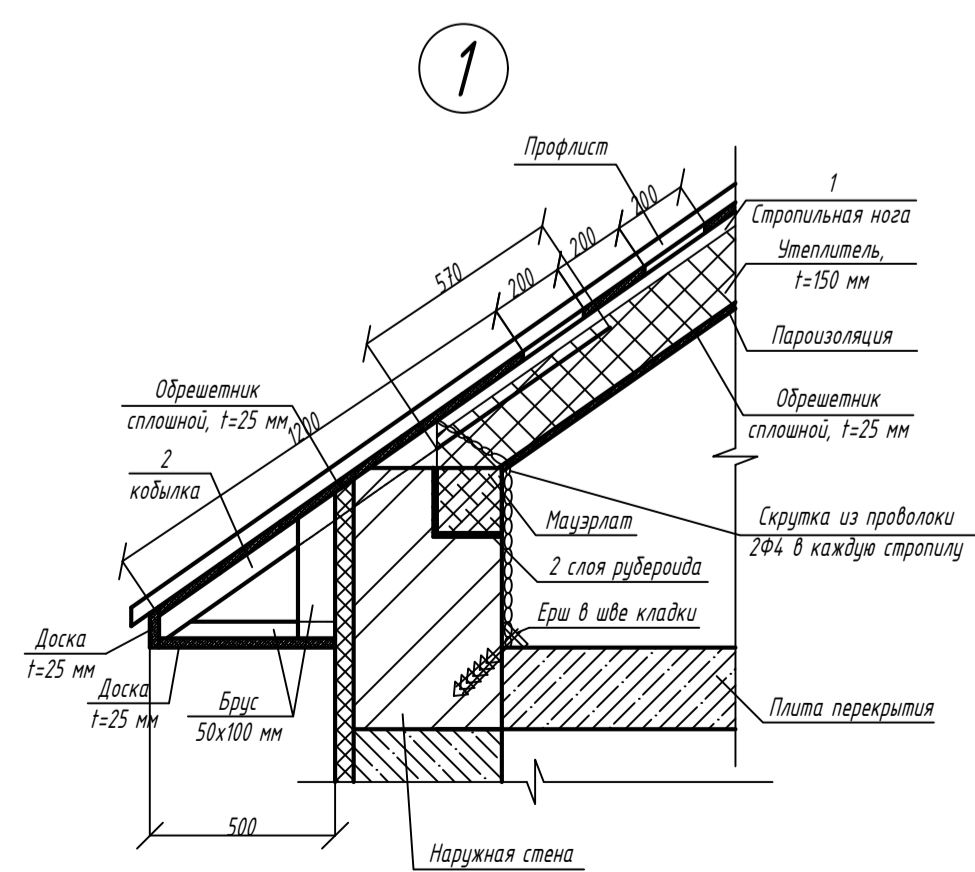 1
Профлист
1
Стропильная нога
Утеплитель,
t=150 мм
Пароизоляция
Обрешетник
сплошной, t=25 мм
200
200
200
570
1200
Обрешетник
сплошной, t=25 мм
2
кобылка
Мауэрлат
Скрутка из проволоки
2Ф4 в каждую стропилу
2 слоя рубероида
Ерш в шве кладки
Доска
t=25 мм
Доска
t=25 мм
Брус
50х100 мм
Плита перекрытия
500
Наружная стена